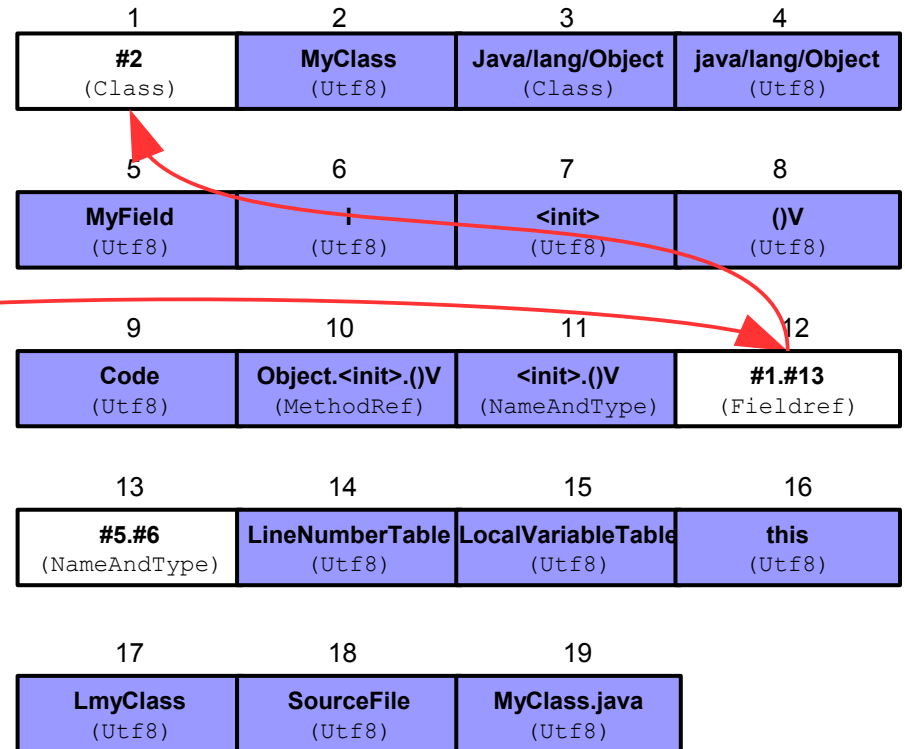 1 2 3 4
#2 MyClass Java/lang/Object java/lang/Object
(Class) (Utf8) (Class) (Utf8)
5 6 7 8
MyField I <init> ()V
(Utf8) (Utf8) (Utf8) (Utf8)
9 10 11 12
Code Object.<init>.()V <init>.()V #1.#13
(Utf8) (MethodRef) (NameAndType) (Fieldref)
13 14 15 16
#5.#6 LineNumberTable LocalVariableTable this
(NameAndType) (Utf8) (Utf8) (Utf8)
17 18 19
LmyClass SourceFile MyClass.java
(Utf8) (Utf8) (Utf8)